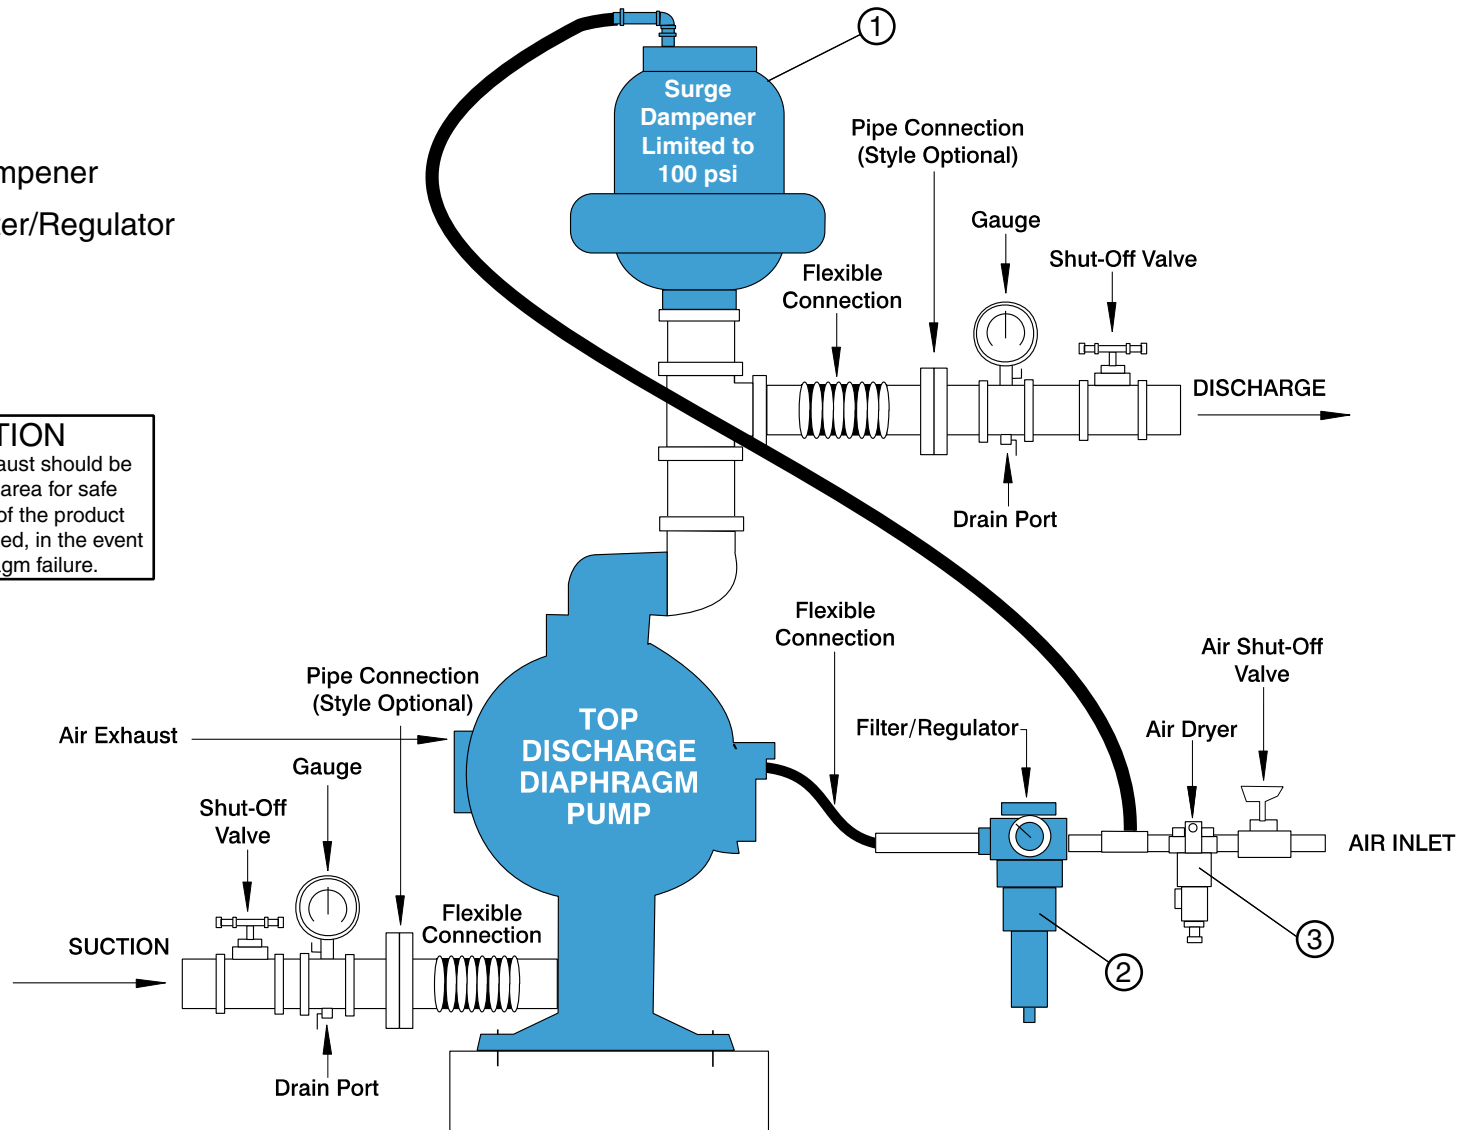 1
Surge
Dampener
Limited to
100 psi
Pipe Connection
(Style Optional)
mpener
er/Regulator
Gauge
Shut-Off Valve
Flexible
Connection
DISCHARGE
TION
aust should be
area for safe
of the product
ed, in the event
gm failure.
Drain Port
Flexible
Connection
Air Shut-Off
Valve
Pipe Connection
(Style Optional)
Air Exhaust
TOP
DISCHARGE
DIAPHRAGM
PUMP
Filter/Regulator
Air Dryer
Gauge
Shut-Off
Valve
AIR INLET
Flexible
Connection
SUCTION
3
2
Drain Port